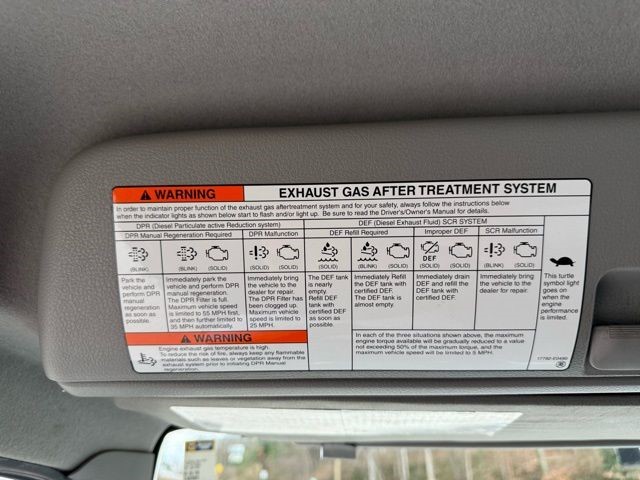 WARNING EXHAUST GAS AFTER TREATMENT SYSTEM
In order to maintain proper function of the exhaust gas aftertreatment system and for your safety, always follow the instructions below
when the indicator lights as shown below start to flash and/or light up. Be sure to read the Driver's/Owner's Manual for details.
DPR (Diesel Particulate active Reduction system)
DPR Manual Regeneration Required
DPR Malfunction
DEF (Diesel Exhaust Fluid) SCR SYSTEM
DEF Refill Required
Improper DEF
SCR Malfunction
DEF
(BLINK) (BLINK) (SOLID) (BLINK) (SOLID) (SOLID) (BLINK) (SOLID) (SOLID) (SOLID) (BLINK) (SOLID)
Park the
vehicle and
perform DPR
manual
regeneration
as soon as
possible.
Immediately park the
vehicle and perform DPR
manual regeneration.
The DPR Filter is full.
Maximum vehicle speed
is limited to 55 MPH first,
and then further limited to
35 MPH automatically.
Immediately bring
the vehicle to the
dealer for repair.
The DPR Filter has
been clogged up.
Maximum vehicle
speed is limited to
25 MPH.
The DEF tank
is nearly
empty.
Refill DEF
tank with
certified DEF
as soon as
possible.
Immediately Refill
the DEF tank with
certified DEF.
The DEF tank is
almost empty.
Immediately drain
DEF and refill the
DEF tank with
certified DEF.
Immediately bring
the vehicle to the
dealer for repair.
This turtle
symbol light
goes on
when the
engine
performance
is limited.
In each of the three situations shown above, the maximum
engine torque available will be gradually reduced to a value
not exceeding 50% of the maximum torque, and the
maximum vehicle speed will be limited to 5 MPH.
WARNING
Engine exhaust gas temperature is high.
To reduce the risk of fire, always keep any flammable
materials such as leaves or vegetation away from the
exhaust system prior to initiating DPR Manual
regeneration.
17792-E0490